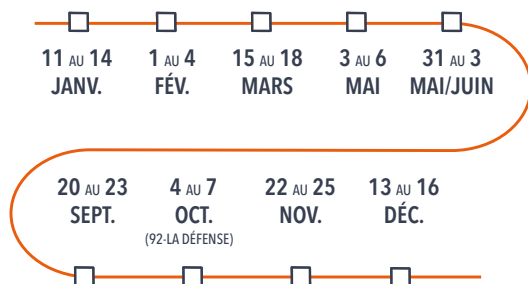 11 AU 14 1 AU 4 15 AU 18 3 AU 6 31 AU 3
JANV. FÉV. MARS MAI MAI/JUIN
20 AU 23 4 AU 7 22 AU 25 13 AU 16
SEPT. OCT. NOV. DÉC.
(92-LA DÉFENSE)